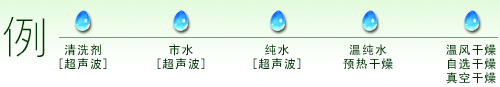 例
清洗剂
[超声波]
市水
[超声波]
纯水
[超声波]
温纯水
预热干燥
温风干燥
自选干燥
真空干燥